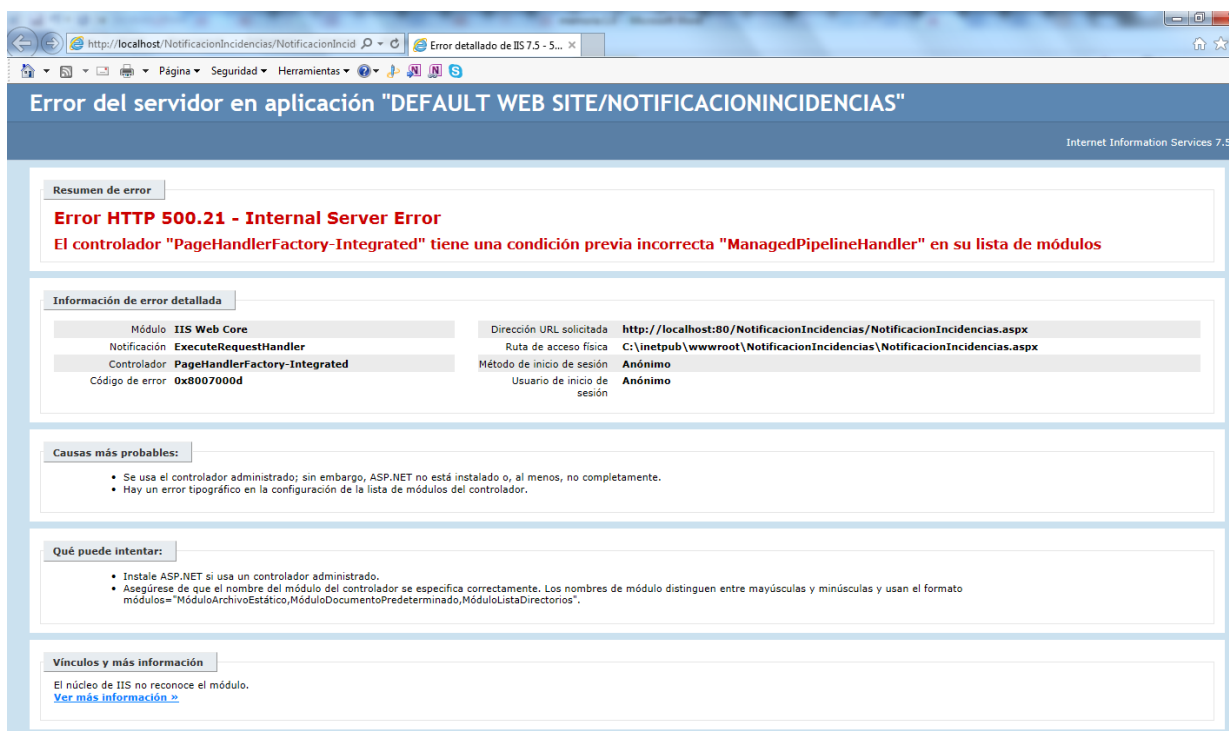 http://localhost/NotificacionIncidencias/NotificacionIncid
Error detallado de IIS 7.5 - 5...
Página Seguridad Herramientas
Error del servidor en aplicación "DEFAULT WEB SITE/NOTIFICACIONINCIDENCIAS"
Internet Information Services 7.5
Resumen de error
Error HTTP 500.21 - Internal Server Error
El controlador "PageHandlerFactory-Integrated" tiene una condición previa incorrecta "ManagedPipelineHandler" en su lista de módulos
Información de error detallada
Módulo IIS Web Core
Notificación ExecuteRequestHandler
Controlador PageHandlerFactory-Integrated
Código de error 0x8007000d
Dirección URL solicitada http://localhost:80/NotificacionIncidencias/NotificacionIncidencias.aspx
Ruta de acceso física C:\inetpub\wwwroot\NotificacionIncidencias\NotificacionIncidencias.aspx
Método de inicio de sesión Anónimo
Usuario de inicio de Anónimo
sesión
Causas más probables:
• Se usa el controlador administrado; sin embargo, ASP.NET no está instalado o, al menos, no completamente.
• Hay un error tipográfico en la configuración de la lista de módulos del controlador.
Qué puede intentar:
• Instale ASP.NET si usa un controlador administrado.
• Asegúrese de que el nombre del módulo del controlador se especifica correctamente. Los nombres de módulo distinguen entre mayúsculas y minúsculas y usan el formato
módulos="MóduloArchivoEstático,MóduloDocumentoPredeterminado,MóduloListaDirectorios".
Vínculos y más información
El núcleo de IIS no reconoce el módulo.
Ver más información »